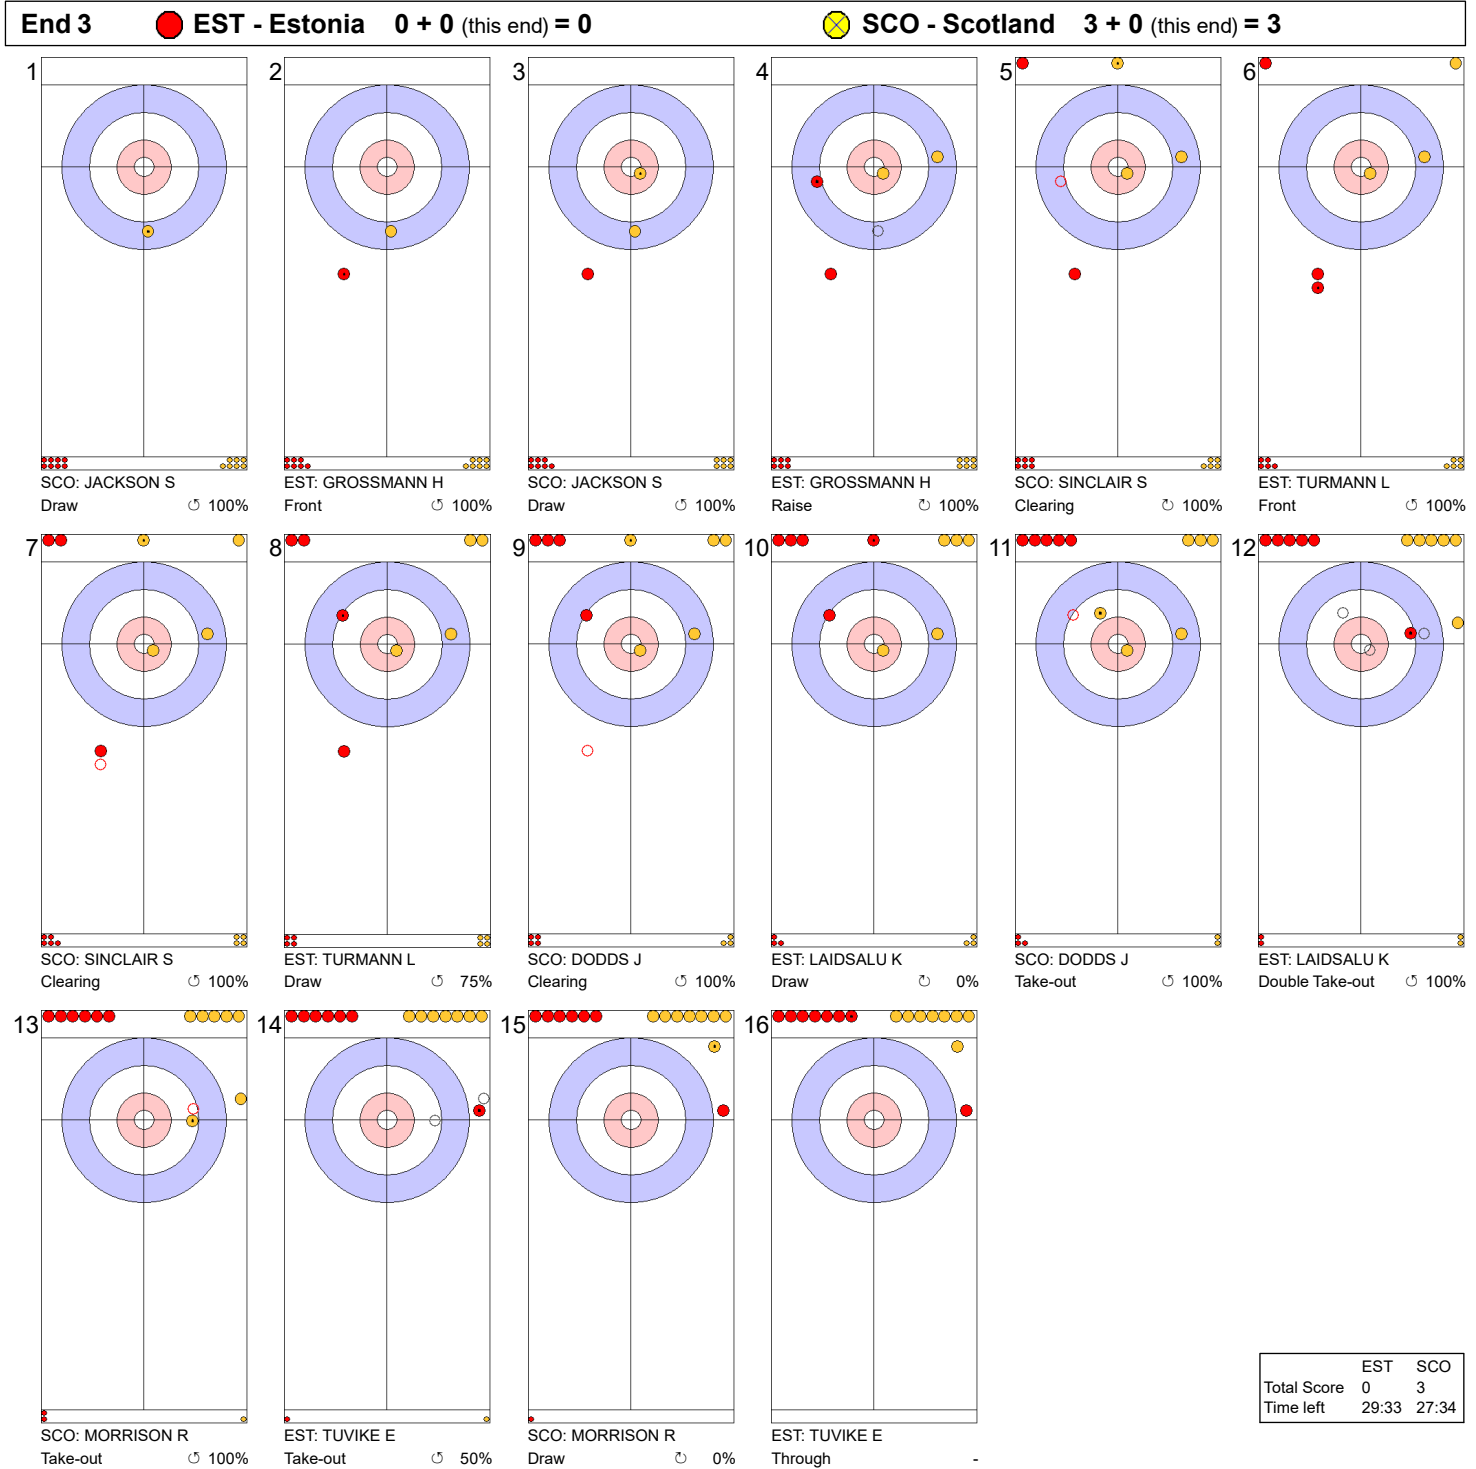 End 3 EST - Estonia 0 + 0 (this end) = 0 SCO - Scotland 3 + 0 (this end) = 3
1 2 3 4 5 6
SCO: JACKSON S EST: GROSSMANN H SCO: JACKSON S EST: GROSSMANN H SCO: SINCLAIR S EST: TURMANN L
Draw ↺ 100% Front ↺ 100% Draw ↺ 100% Raise ↻ 100% Clearing ↻ 100% Front ↺ 100%
7 8 9 10 11 12
SCO: SINCLAIR S EST: TURMANN L SCO: DODDS J EST: LAIDSALU K SCO: DODDS J EST: LAIDSALU K
Clearing ↺ 100% Draw ↺ 75% Clearing ↺ 100% Draw ↻ 0% Take-out ↺ 100% Double Take-out ↺ 100%
13 14 15 16
EST SCO
Total Score 0 3
Time left 29:33 27:34
SCO: MORRISON R EST: TUVIKE E SCO: MORRISON R EST: TUVIKE E
Take-out ↺ 100% Take-out ↺ 50% Draw ↻ 0% Through -